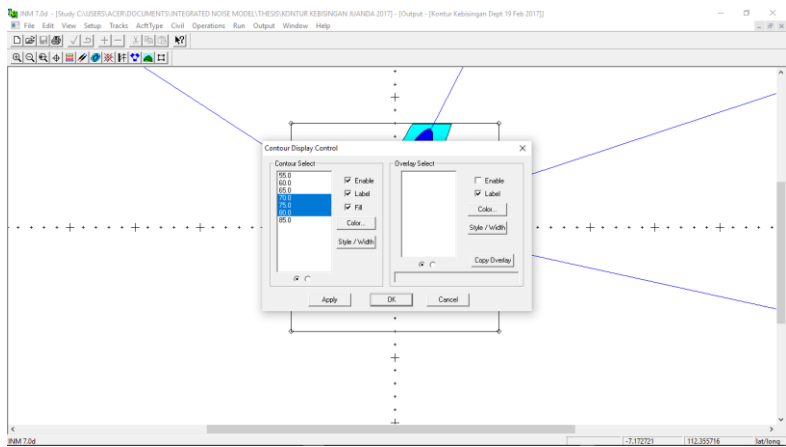 INM 7.0d - [Study C:\USERS\ACER\DOCUMENTS\INTEGRATED NOISE MODEL\THESIS\KONTUR KEBISINGAN JUANDA 2017] - [Output - [Kontur Kebisingan Dept 19 Feb 2017]]
File Edit View Setup Tracks AcftType Civil Operations Run Output Window Help
Contour Display Control
Contour Select
55.0
60.0
65.0
70.0
75.0
80.0
85.0
Enable
Label
Fill
Color...
Style / Width
Overlay Select
Enable
Label
Color...
Style / Width
Copy Overlay
Apply OK Cancel
INM 7.0d -7.172721 112.355716 lat/long